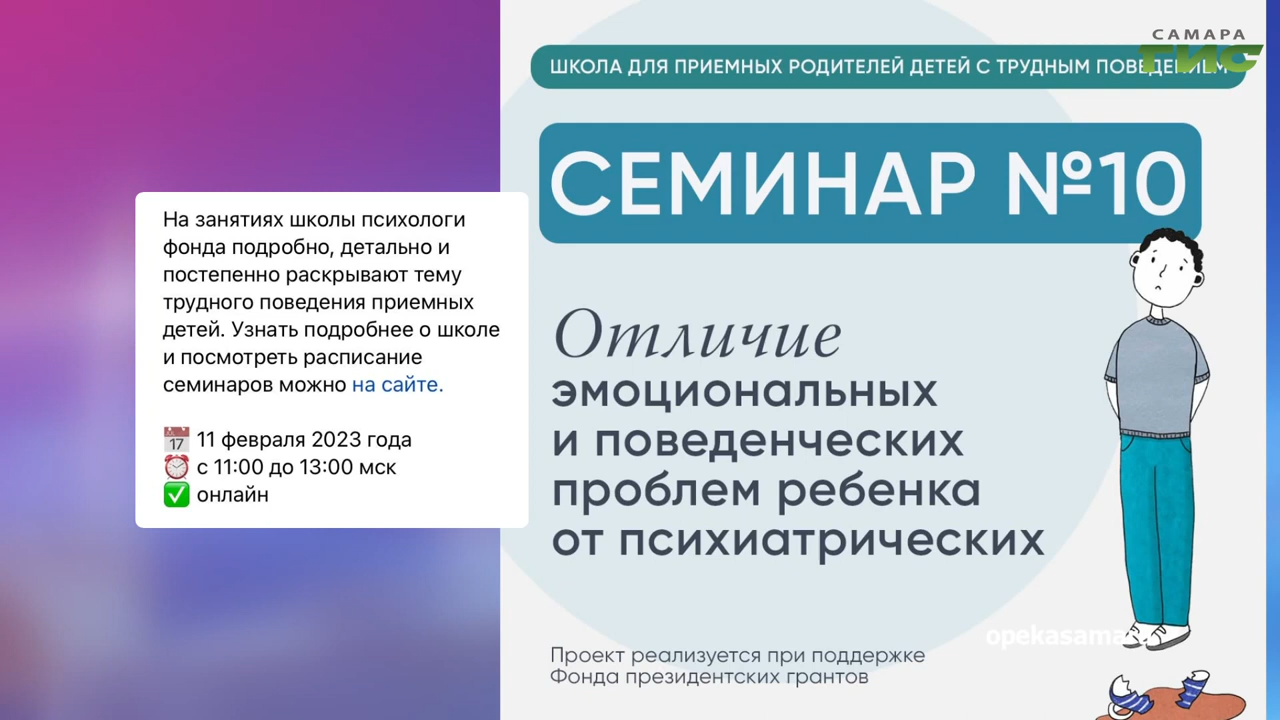 САМАРА
ГИС
ШКОЛА ДЛЯ ПРИЕМНЫХ РОДИТЕЛЕЙ ДЕТЕЙ С ТРУДНЫМ ПОВЕДЕНИЕМ
СЕМИНАР №10
На занятиях школы психологи
фонда подробно, детально и
постепенно раскрывают тему
трудного поведения приемных
детей. Узнать подробнее о школе
и посмотреть расписание
семинаров можно на сайте.
17 11 февраля 2023 года
с 11:00 до 13:00 мск
онлайн
Отличие
эмоциональных
и поведенческих
проблем ребенка
от психиатрических
Проект реализуется при поддержке
Фонда президентских грантов